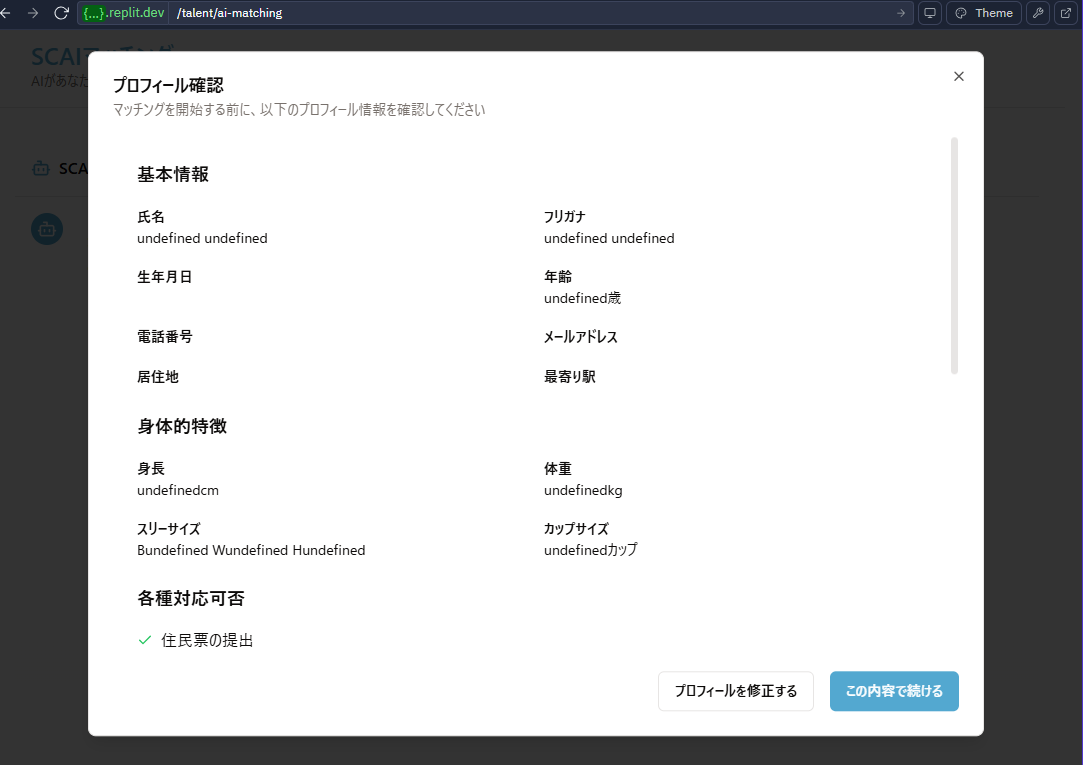 {...}.replit.dev /talent/ai-matching Theme
SCAIマッチング
AIがあなた
プロフィール確認
マッチングを開始する前に、以下のプロフィール情報を確認してください
SCA
基本情報
氏名 フリガナ
undefined undefined undefined undefined
生年月日 年齢
undefined歳
電話番号 メールアドレス
居住地 最寄り駅
身体的特徴
身長 体重
undefinedcm undefinedkg
スリーサイズ カップサイズ
Bundefined Wundefined Hundefined undefinedカップ
各種対応可否
住民票の提出
プロフィールを修正する この内容で続ける